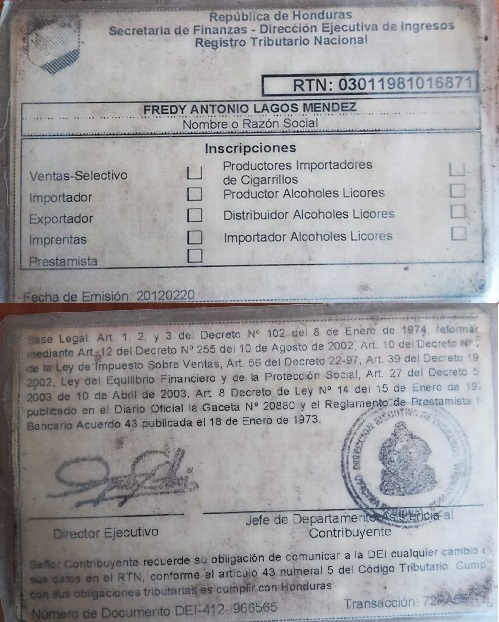 República de Honduras
Secretaria de Finanzas - Dirección Ejecutiva de Ingresos
Registro Tributario Nacional
RTN: 03011981016871
FREDY ANTONIO LAGOS MENDEZ
Nombre o Razón Social
Inscripciones
Ventas-Selectivo
Productores Importadores de Cigarrillos
Importador
Productor Alcoholes Licores
Exportador
Distribuidor Alcoholes Licores
Imprentas
Importador Alcoholes Licores
Prestamista
Fecha de Emisión: 20120220
Base Legal: Art. 1, 2, y 3 del Decreto Nº 102 del 8 de Enero de 1974, reformad
mediante Art. 12 del Decreto Nº 255 del 10 de Agosto de 2002, Art. 10 del Decreto Nº
de la Ley de Impuesto Sobre Ventas, Art. 56 del Decreto 22-97, Art. 39 del Decreto 19
2002, Ley del Equilibrio Financiero y de la Protección Social, Art. 27 del Decreto 5
2003 de 10 de Abril de 2003. Art. 8 Decreto de Ley Nº 14 del 15 de Enero de 197
publicado en el Diario Oficial la Gaceta Nº 20880 y el Reglamento de Prestamista N
Bancario Acuerdo 43 publicada el 18 de Enero de 1973.
Director Ejecutivo
Jefe de Departamento Asistencia al
Contribuyente
Señor Contribuyente recuerde su obligación de comunicar a la DEI cualquier cambio
sus datos en el RTN, conforme al articulo 43 numeral 5 del Código Tributario. Cump
con sus obligaciones tributarias es cumplir con Honduras
Número de Documento DEI-412- 966565
Transacción: